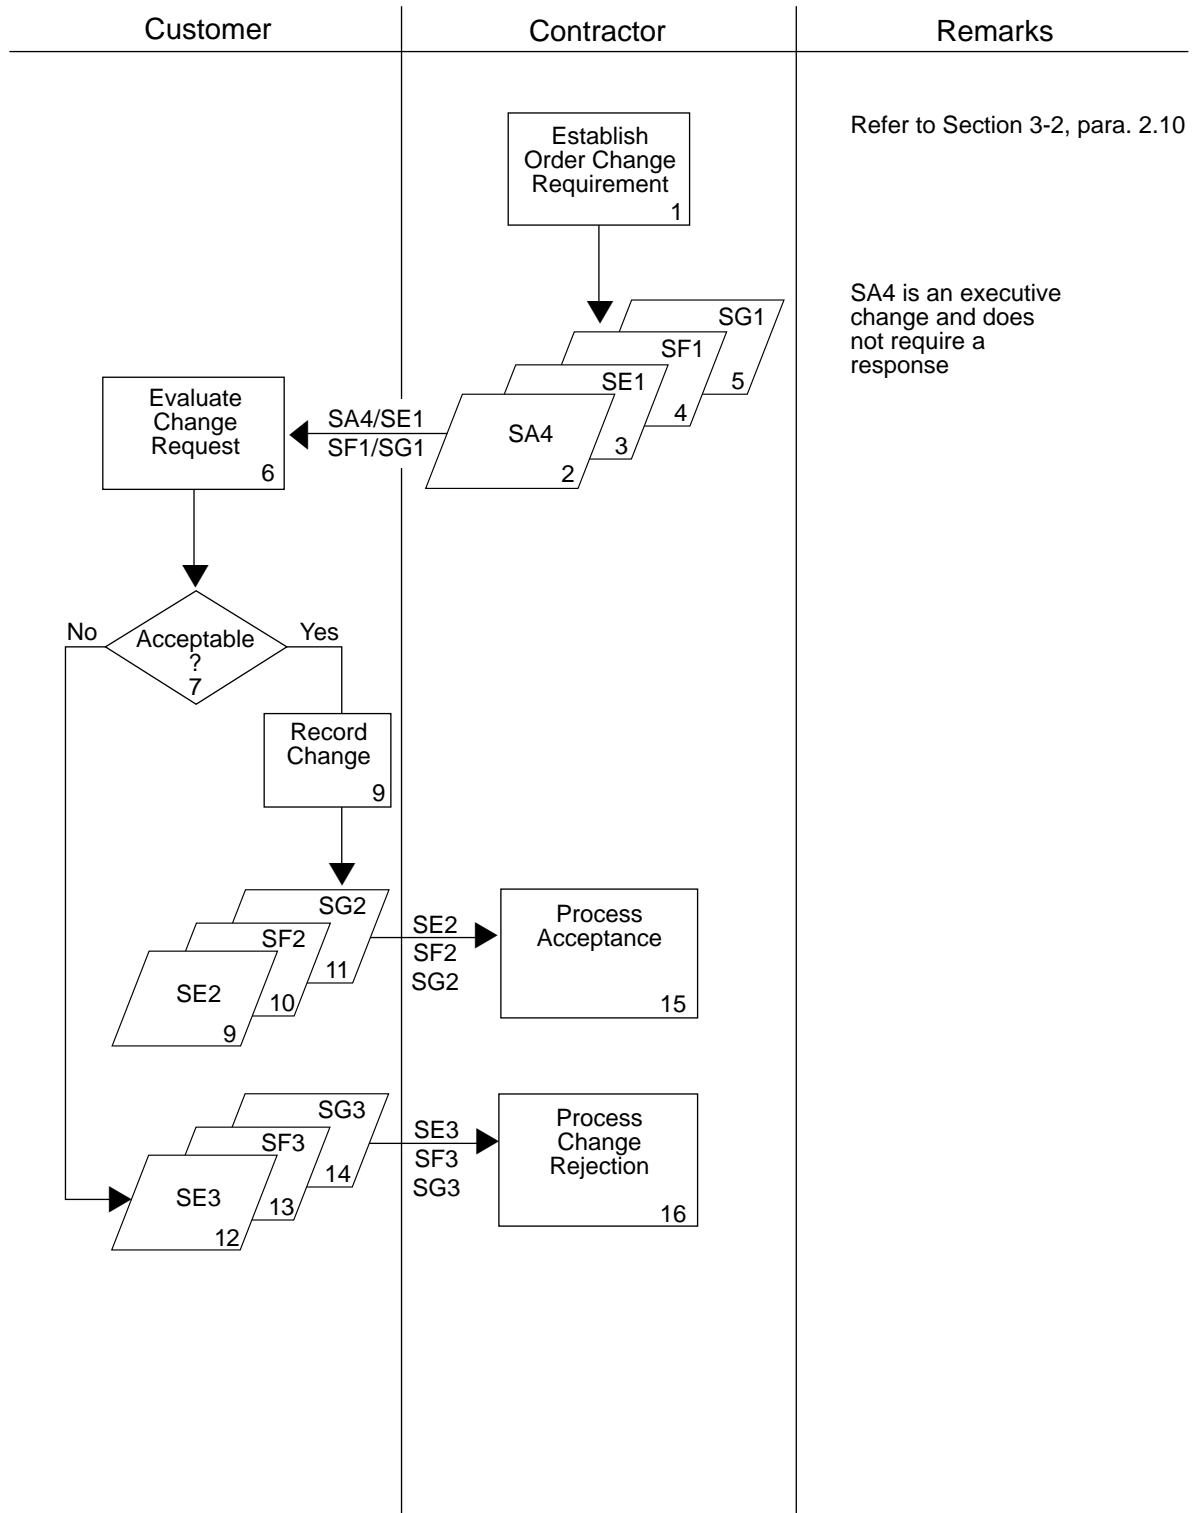 Customer
Contractor
Remarks
Establish
Order Change
Requirement
1
Refer to Section 3-2, para. 2.10
SG1
5
SF1
4
SE1
3
SA4
2
SA4 is an executive
change and does
not require a
response
SA4/SE1
SF1/SG1
Evaluate
Change
Request
6
Acceptable
?
7
No
Yes
Record
Change
9
SG2
11
SF2
10
SE2
9
SE2
SF2
SG2
Process
Acceptance
15
SG3
14
SF3
13
SE3
12
SE3
SF3
SG3
Process
Change
Rejection
16